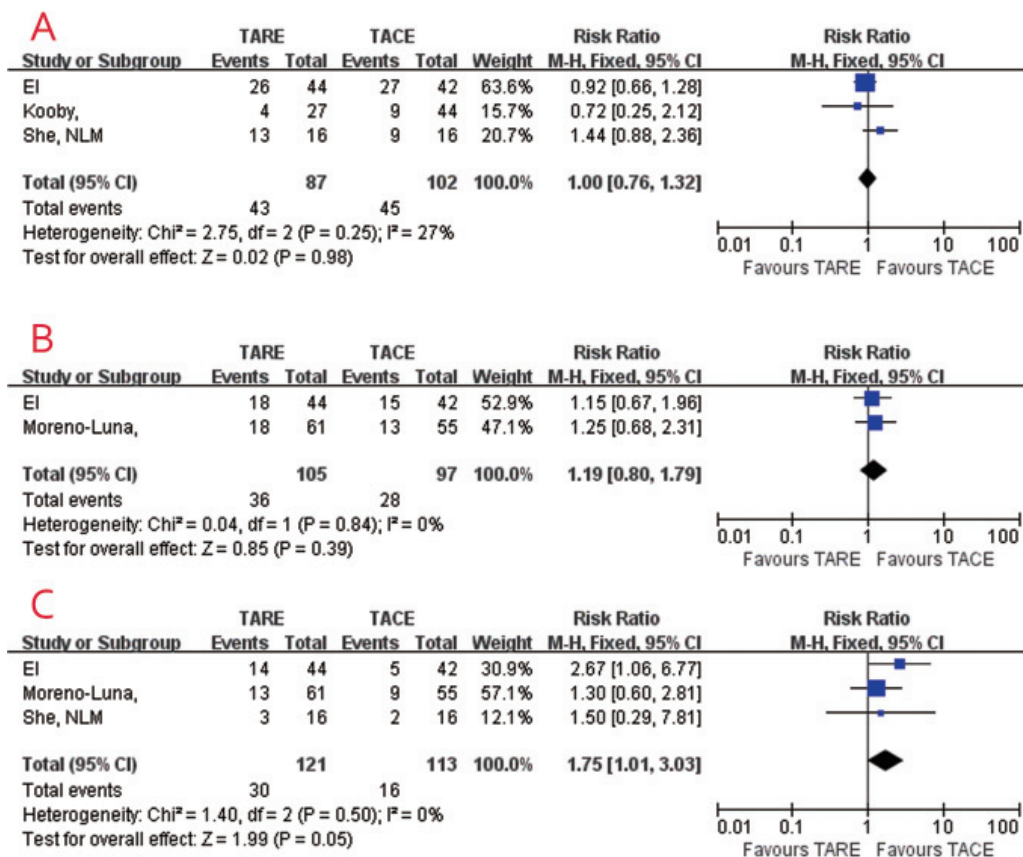 A
TARE TACE Risk Ratio Risk Ratio
Study or Subgroup Events Total Events Total Weight M-H, Fixed, 95% CI M-H, Fixed, 95% CI
El 26 44 27 42 63.6% 0.92 [0.66, 1.28]
Kooby, 4 27 9 44 15.7% 0.72 [0.25, 2.12]
She, NLM 13 16 9 16 20.7% 1.44 [0.88, 2.36]
Total (95% CI) 87 102 100.0% 1.00 [0.76, 1.32]
Total events 43 45
Heterogeneity: Chi² = 2.75, df = 2 (P = 0.25); I² = 27%
Test for overall effect: Z = 0.02 (P = 0.98)
0.01 0.1 1 10 100
Favours TARE Favours TACE
B
TARE TACE Risk Ratio Risk Ratio
Study or Subgroup Events Total Events Total Weight M-H, Fixed, 95% CI M-H, Fixed, 95% CI
El 18 44 15 42 52.9% 1.15 [0.67, 1.96]
Moreno-Luna, 18 61 13 55 47.1% 1.25 [0.68, 2.31]
Total (95% CI) 105 97 100.0% 1.19 [0.80, 1.79]
Total events 36 28
Heterogeneity: Chi² = 0.04, df = 1 (P = 0.84); I² = 0%
Test for overall effect: Z = 0.85 (P = 0.39)
0.01 0.1 1 10 100
Favours TARE Favours TACE
C
TARE TACE Risk Ratio Risk Ratio
Study or Subgroup Events Total Events Total Weight M-H, Fixed, 95% CI M-H, Fixed, 95% CI
El 14 44 5 42 30.9% 2.67 [1.06, 6.77]
Moreno-Luna, 13 61 9 55 57.1% 1.30 [0.60, 2.81]
She, NLM 3 16 2 16 12.1% 1.50 [0.29, 7.81]
Total (95% CI) 121 113 100.0% 1.75 [1.01, 3.03]
Total events 30 16
Heterogeneity: Chi² = 1.40, df = 2 (P = 0.50); I² = 0%
Test for overall effect: Z = 1.99 (P = 0.05)
0.01 0.1 1 10 100
Favours TARE Favours TACE